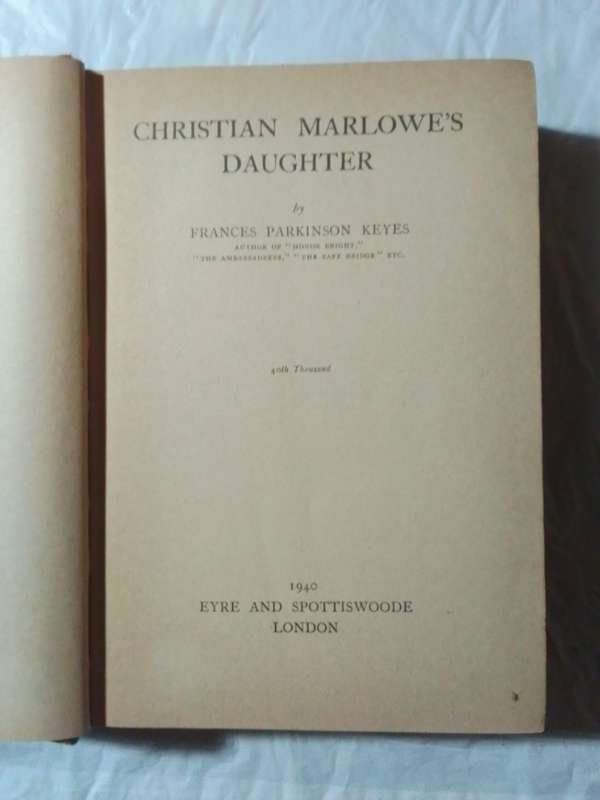 CHRISTIAN MARLOWE'S
DAUGHTER
by
FRANCES PARKINSON KEYES
AUTHOR OF "HONOR BRIGHT,"
"THE AMBASSADRESS," "THE SAFE BRIDGE" ETC.
40th Thousand
1940
EYRE AND SPOTTISWOODE
LONDON